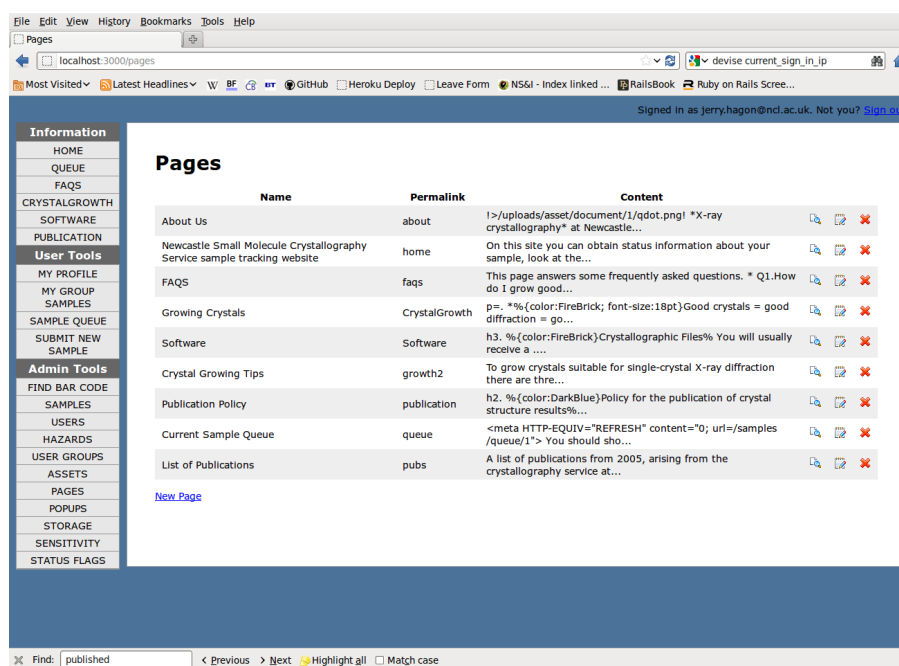 File Edit View History Bookmarks Tools Help
Pages
localhost:3000/pages
devise current_sign_in_ip
Most Visited Latest Headlines W BF BT GitHub Heroku Deploy Leave Form NS&I - Index linked ... RailsBook Ruby on Rails Scree...
Signed in as jerry.hagon@ncl.ac.uk. Not you? Sign ou
Information
HOME
QUEUE
FAQS
CRYSTALGROWTH
SOFTWARE
PUBLICATION
User Tools
MY PROFILE
MY GROUP
SAMPLES
SAMPLE QUEUE
SUBMIT NEW
SAMPLE
Admin Tools
FIND BAR CODE
SAMPLES
USERS
HAZARDS
USER GROUPS
ASSETS
PAGES
POPUPS
STORAGE
SENSITIVITY
STATUS FLAGS
Pages
Name Permalink Content
About Us about !>/uploads/asset/document/1/qdot.png! *X-ray
crystallography* at Newcastle...
Newcastle Small Molecule Crystallography
Service sample tracking website home On this site you can obtain status information about your
sample, look at the...
FAQS faqs This page answers some frequently asked questions. * Q1.How
do I grow good...
Growing Crystals CrystalGrowth p=. *%{color:FireBrick; font-size:18pt}Good crystals = good
diffraction = go...
Software Software h3. %{color:FireBrick}Crystallographic Files% You will usually
receive a ....
Crystal Growing Tips growth2 To grow crystals suitable for single-crystal X-ray diffraction
there are thre...
Publication Policy publication h2. %{color:DarkBlue}Policy for the publication of crystal
structure results%...
Current Sample Queue queue <meta HTTP-EQUIV="REFRESH" content="0; url=/samples
/queue/1"> You should sho...
List of Publications pubs A list of publications from 2005, arising from the
crystallography service at...
New Page
Find: published Previous Next Highlight all Match case